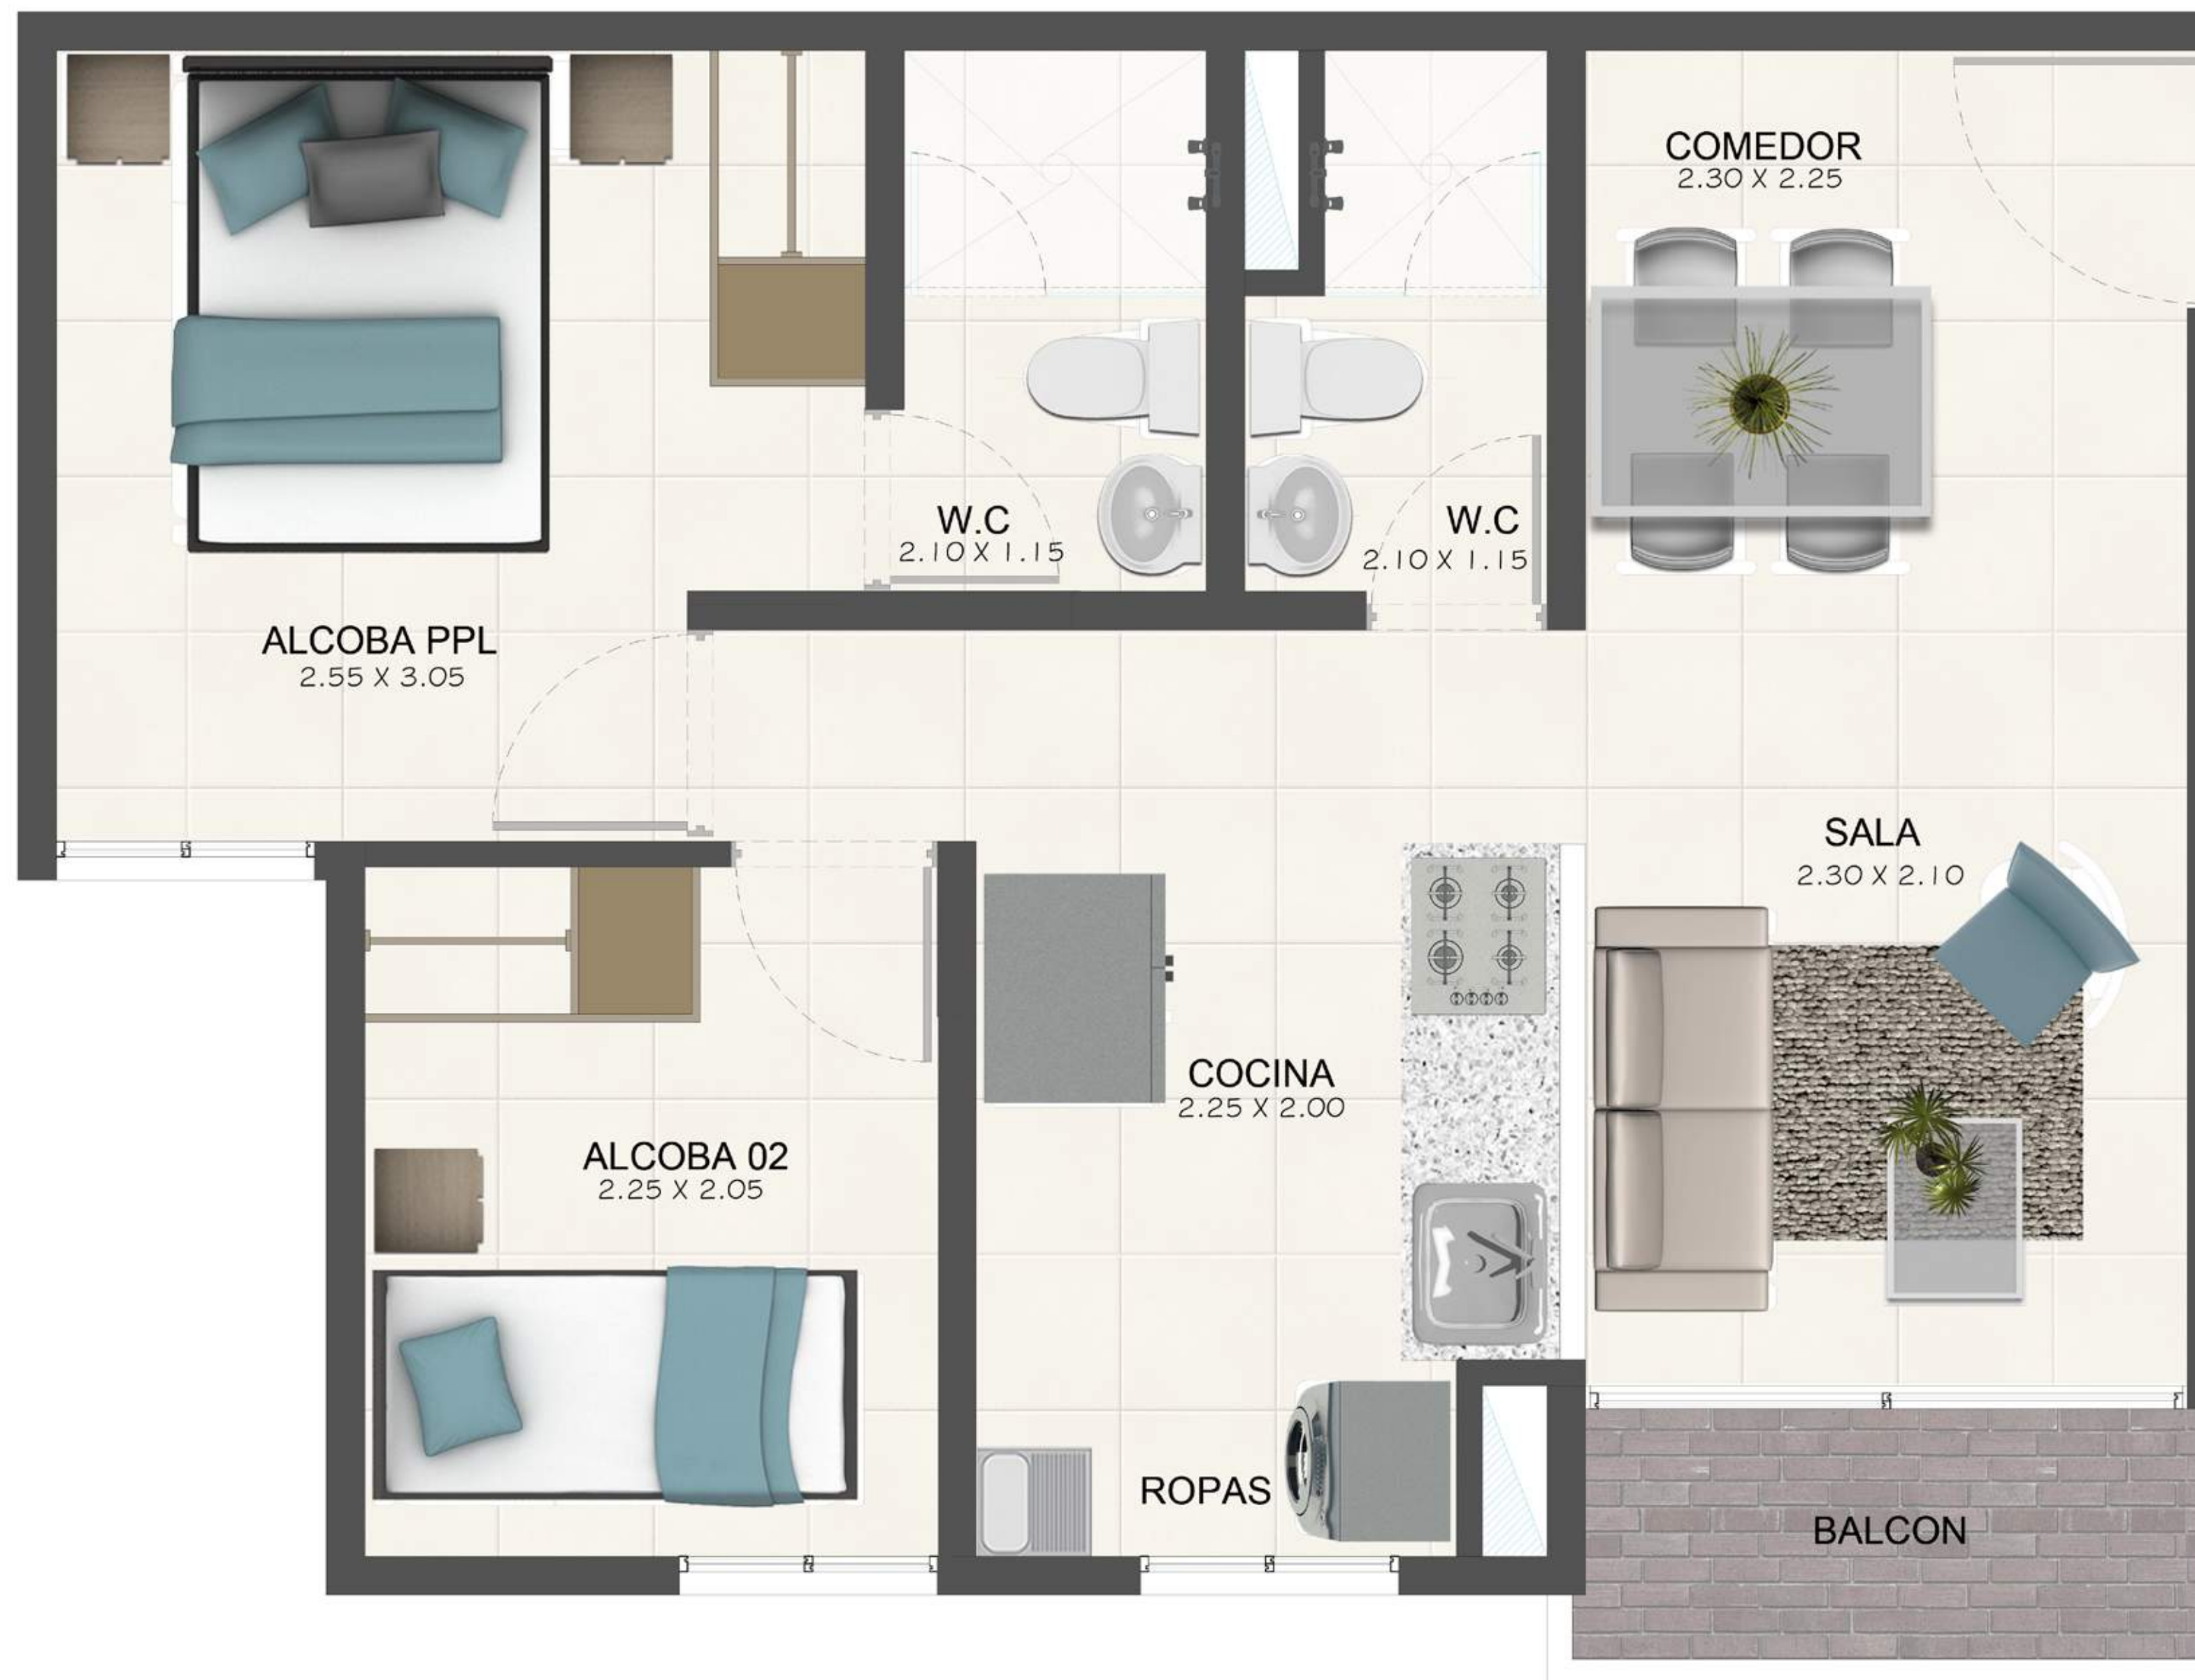 COMEDOR
2.30 X 2.25
W.C
2.10 X 1.15
W.C
2.10 X 1.15
ALCOBA PPL
2.55 X 3.05
SALA
2.30 X 2.10
COCINA
2.25 X 2.00
ALCOBA 02
2.25 X 2.05
ROPAS
BALCON